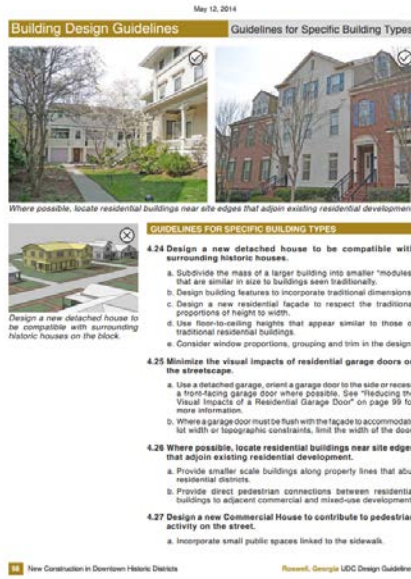 May 12, 2014
Building Design Guidelines
Guidelines for Specific Building Types
Where possible, locate residential buildings near site edges that adjoin existing residential developmen
Design a new detached house to
be compatible with surrounding
historic houses on the block.
GUIDELINES FOR SPECIFIC BUILDING TYPES
4.24 Design a new detached house to be compatible with
surrounding historic houses.
a. Subdivide the mass of a larger building into smaller "modules
that are similar in size to buildings seen traditionally.
b. Design building features to incorporate traditional dimensions
c. Design a new residential façade to respect the traditional
proportions of height to width.
d. Use floor-to-ceiling heights that appear similar to those o
traditional residential buildings.
e. Consider window proportions, grouping and trim in the design
4.25 Minimize the visual impacts of residential garage doors on
the streetscape.
a. Use a detached garage, orient a garage door to the side or recess
a front-facing garage door where possible. See "Reducing the
Visual Impacts of a Residential Garage Door" on page 99 fo
more information.
b. Where a garage door must be flush with the façade to accommodate
lot width or topographic constraints, limit the width of the door
4.26 Where possible, locate residential buildings near site edges
that adjoin existing residential development.
a. Provide smaller scale buildings along property lines that abu
residential districts.
b. Provide direct pedestrian connections between residential
buildings to adjacent commercial and mixed-use development
4.27 Design a new Commercial House to contribute to pedestrian
activity on the street.
a. Incorporate small public spaces linked to the sidewalk.
New Construction in Downtown Historic Districts
Roswell, Georgia UDC Design Guideline